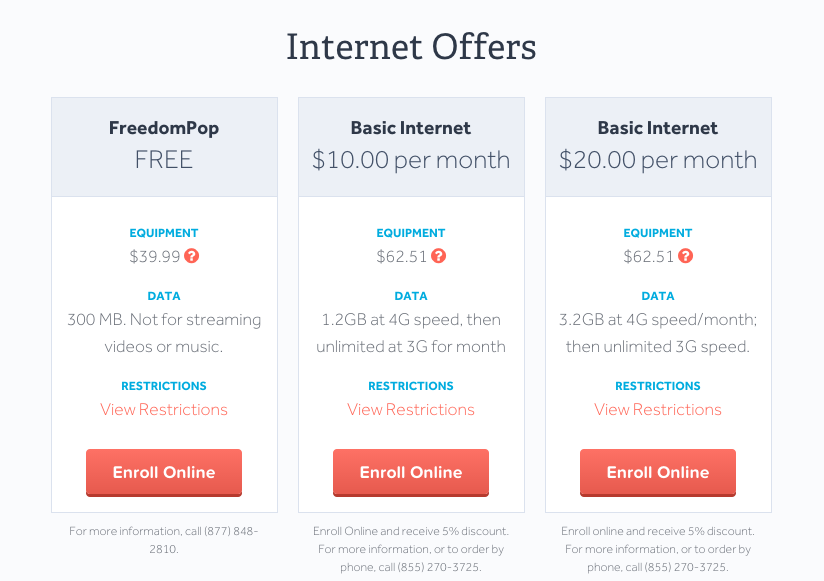 Internet Offers
FreedomPop
FREE
EQUIPMENT
$39.99 ?
DATA
300 MB. Not for streaming
videos or music.
RESTRICTIONS
View Restrictions
Enroll Online
For more information, call (877) 848-
2810.
Basic Internet
$10.00 per month
EQUIPMENT
$62.51 ?
DATA
1.2GB at 4G speed, then
unlimited at 3G for month
RESTRICTIONS
View Restrictions
Enroll Online
Enroll Online and receive 5% discount.
For more information, or to order by
phone, call (855) 270-3725.
Basic Internet
$20.00 per month
EQUIPMENT
$62.51 ?
DATA
3.2GB at 4G speed/month;
then unlimited 3G speed.
RESTRICTIONS
View Restrictions
Enroll Online
Enroll online and receive 5% discount.
For more information, or to order by
phone, call (855) 270-3725.